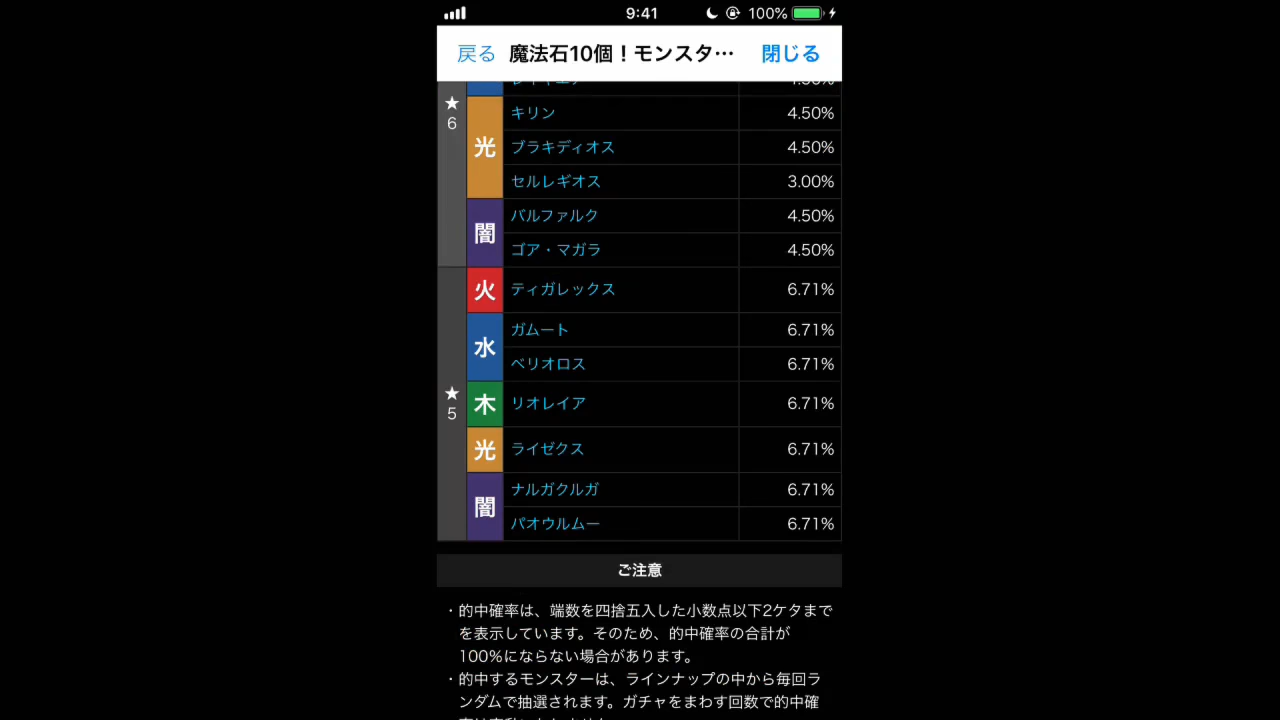 9:41 100%
戻る 魔法石10個！モンスタ… 閉じる
★6
光 キリン 4.50%
ブラキディオス 4.50%
セルレギオス 3.00%
闇 バルファルク 4.50%
ゴア・マガラ 4.50%
★5
火 ティガレックス 6.71%
水 ガムート 6.71%
ベリオロス 6.71%
木 リオレイア 6.71%
光 ライゼクス 6.71%
闇 ナルガクルガ 6.71%
パオウルムー 6.71%
ご注意
・的中確率は、端数を四捨五入した小数点以下2ケタまで
を表示しています。そのため、的中確率の合計が
100%にならない場合があります。
・的中するモンスターは、ラインナップの中から毎回ラ
ンダムで抽選されます。ガチャをまわす回数で的中確